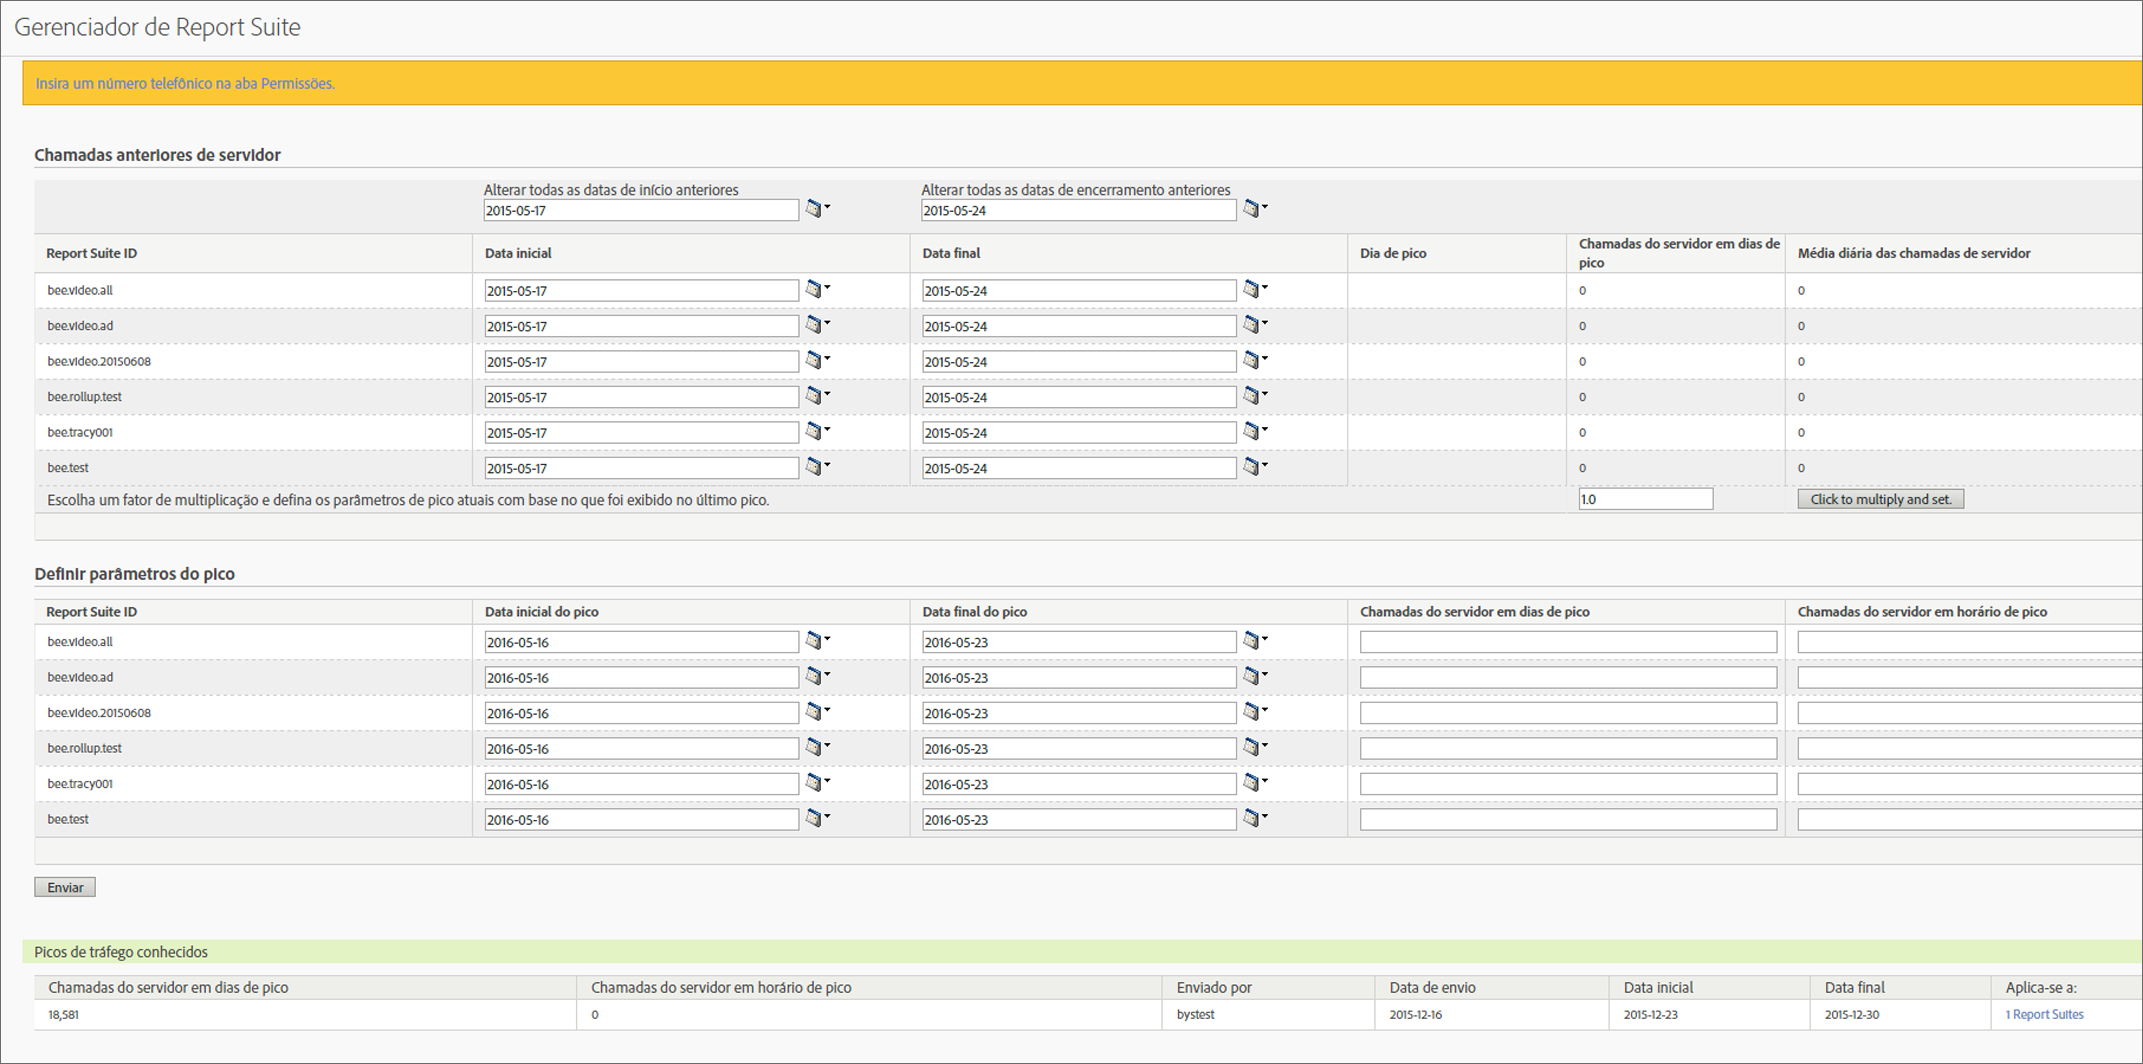 Gerenciador de Report Suite
Insira um número telefônico na aba Permissões.
Chamadas anteriores de servidor
Alterar todas as datas de início anteriores Alterar todas as datas de encerramento anteriores
2015-05-17 2015-05-24
Report Suite ID Data inicial Data final Dia de pico Chamadas do servidor em dias de pico Média diária das chamadas de servidor
bee.video.all 2015-05-17 2015-05-24 0 0
bee.video.ad 2015-05-17 2015-05-24 0 0
bee.video.20150608 2015-05-17 2015-05-24 0 0
bee.rollup.test 2015-05-17 2015-05-24 0 0
bee.tracy001 2015-05-17 2015-05-24 0 0
bee.test 2015-05-17 2015-05-24 0 0
Escolha um fator de multiplicação e defina os parâmetros de pico atuais com base no que foi exibido no último pico. 1.0 Click to multiply and set.
Definir parâmetros do pico
Report Suite ID Data inicial do pico Data final do pico Chamadas do servidor em dias de pico Chamadas do servidor em horário de pico
bee.video.all 2016-05-16 2016-05-23
bee.video.ad 2016-05-16 2016-05-23
bee.video.20150608 2016-05-16 2016-05-23
bee.rollup.test 2016-05-16 2016-05-23
bee.tracy001 2016-05-16 2016-05-23
bee.test 2016-05-16 2016-05-23
Enviar
Picos de tráfego conhecidos
Chamadas do servidor em dias de pico Chamadas do servidor em horário de pico Enviado por Data de envio Data inicial Data final Aplica-se a:
18,581 0 bystest 2015-12-16 2015-12-23 2015-12-30 1 Report Suites